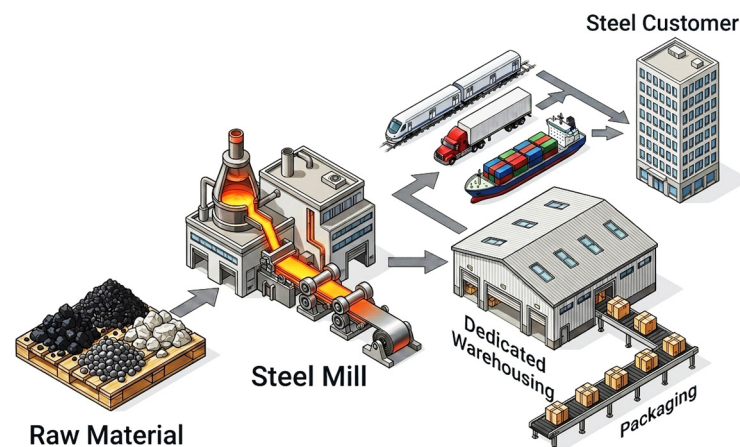 Steel Customer
Steel Mill
Dedicated
Warehousing
Packaging
Raw Material